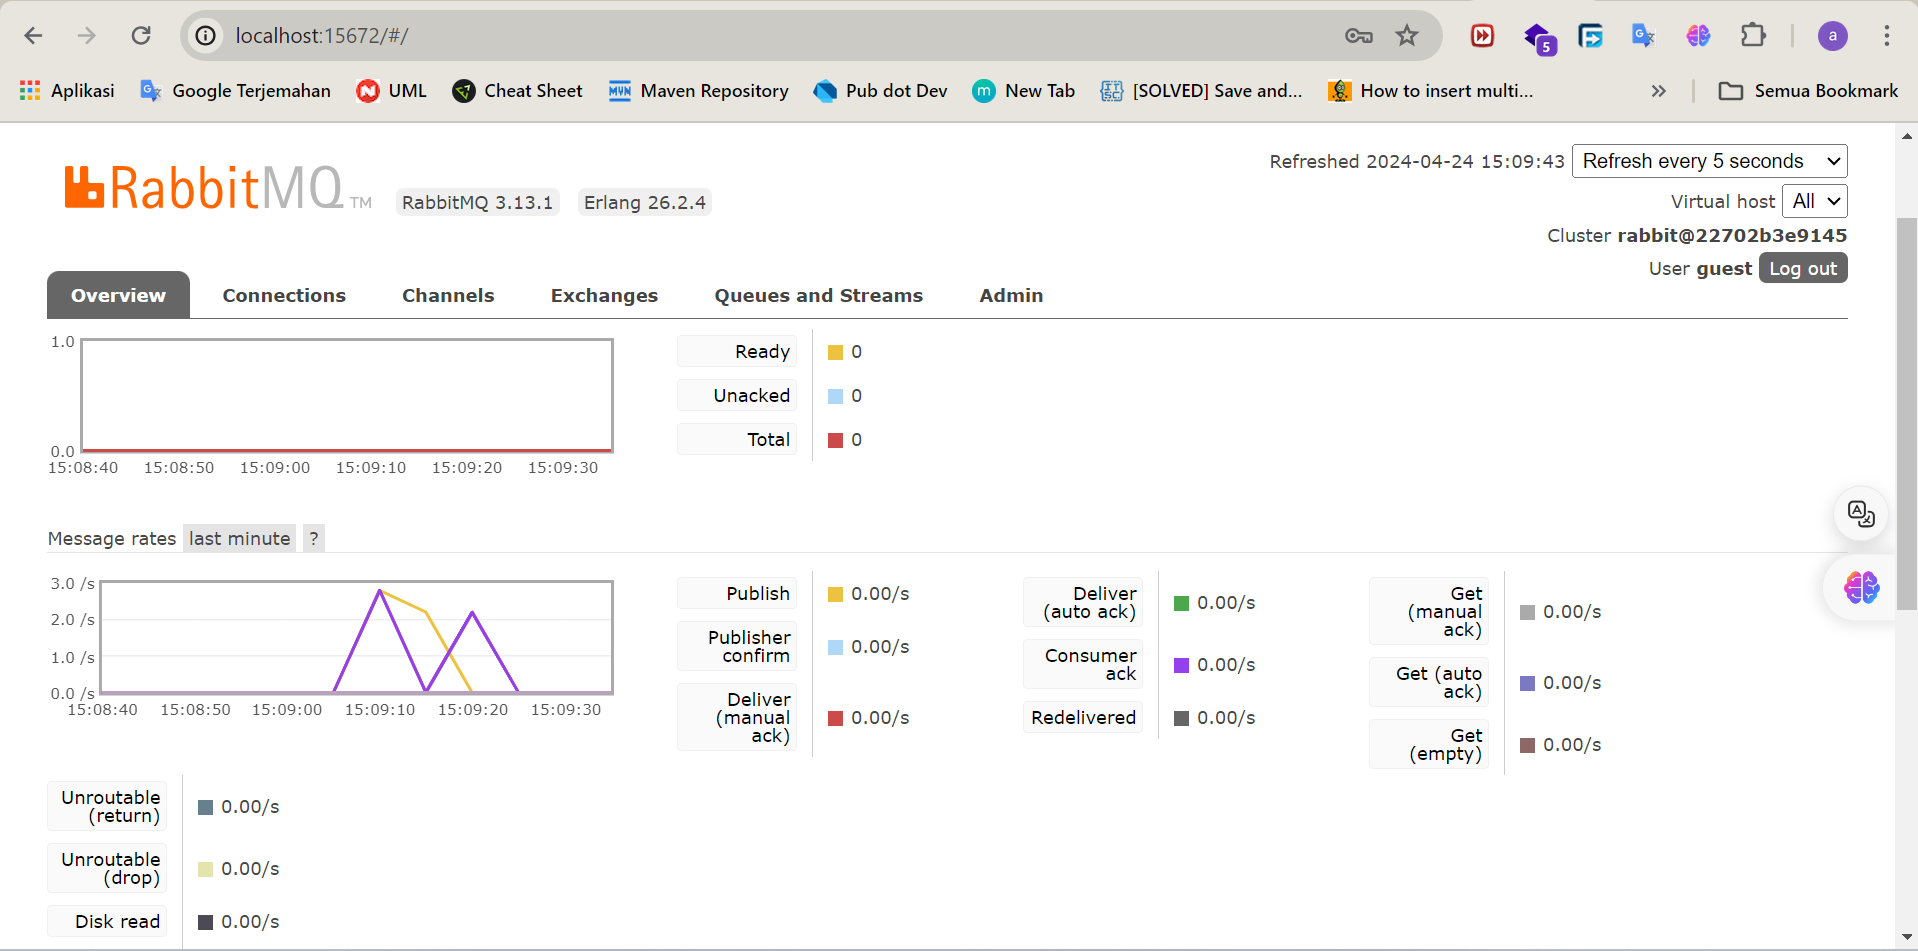 localhost:15672/#/
5
a
Aplikasi
Google Terjemahan
UML
Cheat Sheet
MVN
Maven Repository
Pub dot Dev
m
New Tab
[SOLVED] Save and...
How to insert multi...
Semua Bookmark
RabbitMQ TM
RabbitMQ 3.13.1
Erlang 26.2.4
Refreshed 2024-04-24 15:09:43
Refresh every 5 seconds
Virtual host
All
Cluster rabbit@22702b3e9145
User guest
Log out
Overview
Connections
Channels
Exchanges
Queues and Streams
Admin
1.0
0.0
15:08:40 15:08:50 15:09:00 15:09:10 15:09:20 15:09:30
Ready 0
Unacked 0
Total 0
Message rates last minute ?
3.0 /s
2.0 /s
1.0 /s
0.0 /s
15:08:40 15:08:50 15:09:00 15:09:10 15:09:20 15:09:30
Publish 0.00/s
Publisher
confirm 0.00/s
Deliver
(manual
ack) 0.00/s
Deliver
(auto ack) 0.00/s
Consumer
ack 0.00/s
Redelivered 0.00/s
Get
(manual
ack) 0.00/s
Get (auto
ack) 0.00/s
Get
(empty) 0.00/s
Unroutable
(return) 0.00/s
Unroutable
(drop) 0.00/s
Disk read 0.00/s